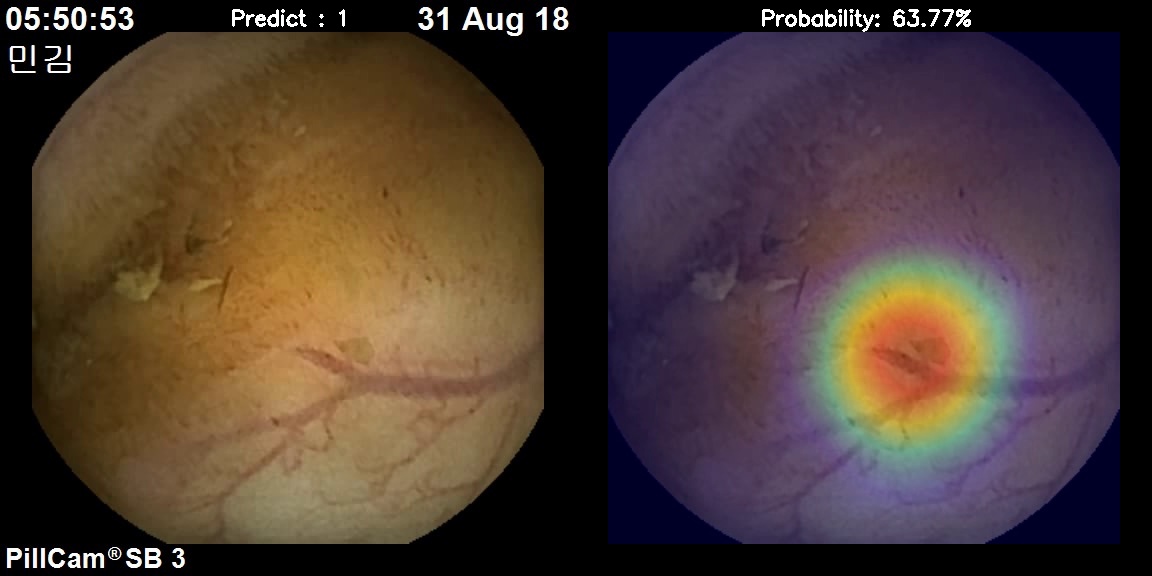 05:50:53 Predict : 1 31 Aug 18 Probability: 63.77%
민김
PillCam® SB 3